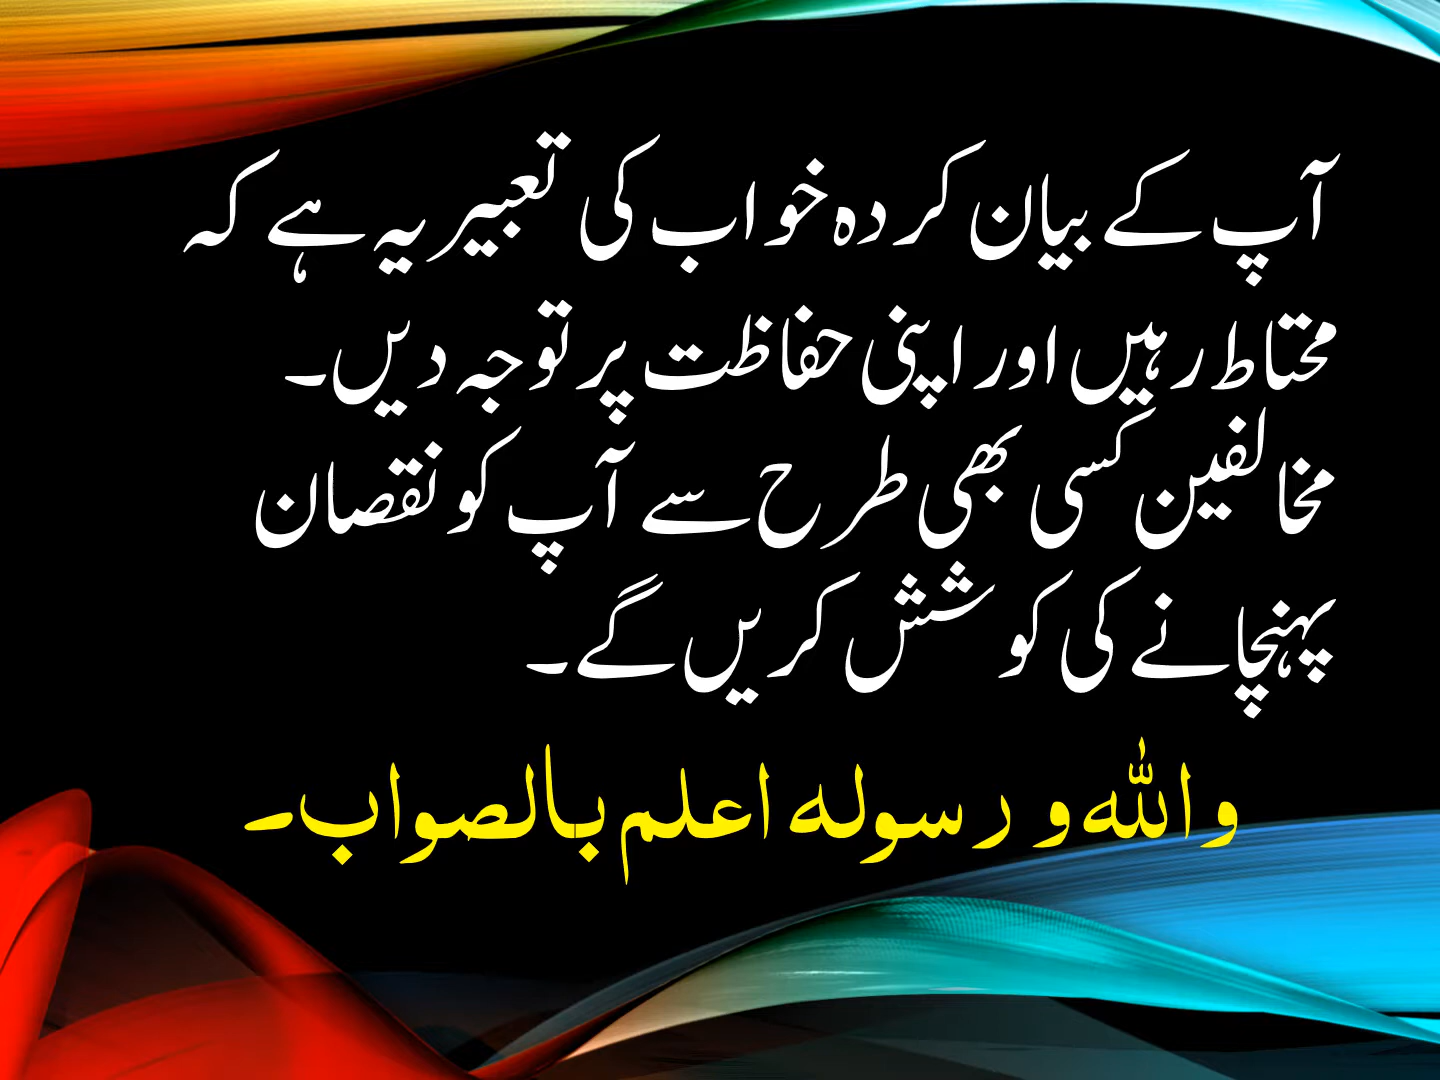 آپ کے بیان کردہ خواب کی تعبیر یہ ہے کہ
محتاط رہیں اور اپنی حفاظت پر توجہ دیں۔
مخالفین کسی بھی طرح سے آپ کو نقصان
پہنچانے کی کوشش کریں گے۔
واللہ و رسولہ اعلم بالصواب۔